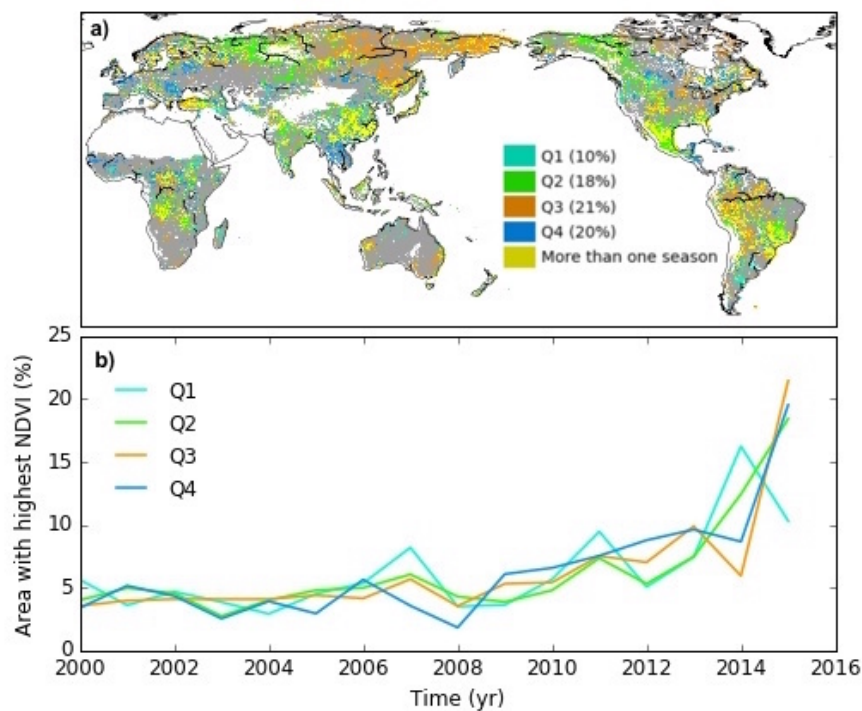 a)
Q1 (10%)
Q2 (18%)
Q3 (21%)
Q4 (20%)
More than one season
b)
Q1
Q2
Q3
Q4
Area with highest NDVI (%)
25
20
15
10
5
0
2000 2002 2004 2006 2008 2010 2012 2014 2016
Time (yr)